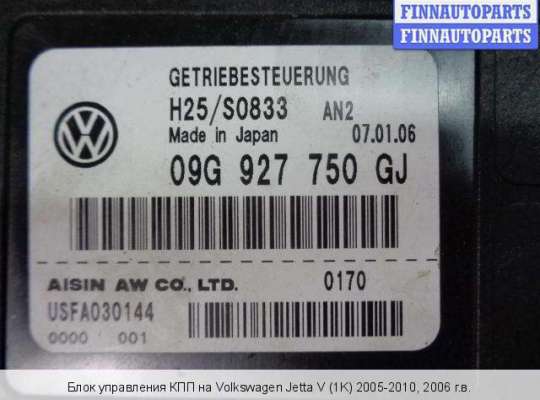 FINNAUTOPARTS
FINNAUTOPARTS
GETRIEBESTEUERUNG
H25/S0833 AN2
Made in Japan 07.01.06
09G 927 750 GJ
AISIN AW CO., LTD. 0170
USFA030144
0000 001
Блок управления КПП на Volkswagen Jetta V (1K) 2005-2010, 2006 г.в.